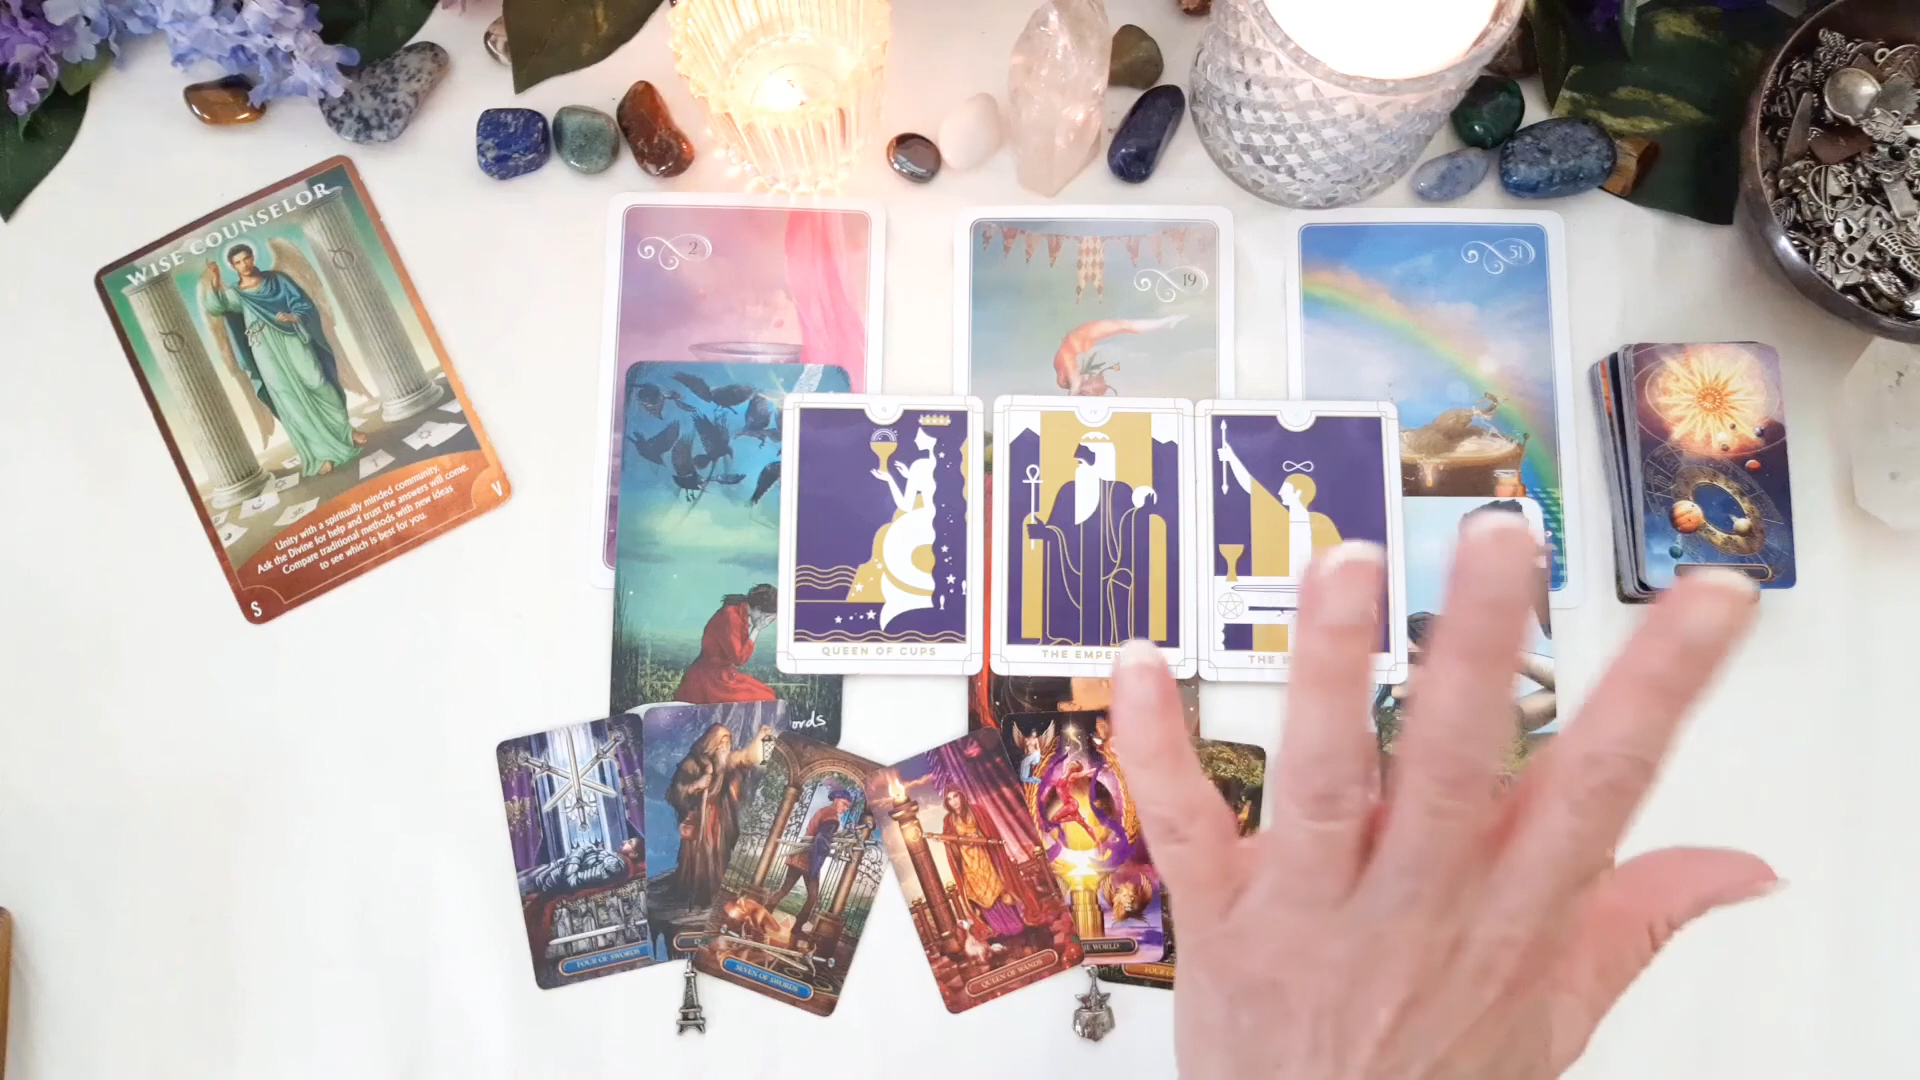 WISE COUNSELOR
Unity with a spiritually minded community.
Ask the Divine for help and trust the answers will come.
Compare traditional methods with new ideas
to see which is best for you.
S
V
2
19
51
QUEEN OF CUPS
THE
THE
FOUR OF SWORDS
SEVEN OF SWORDS
QUEEN OF WANDS
WORLD
FOUR